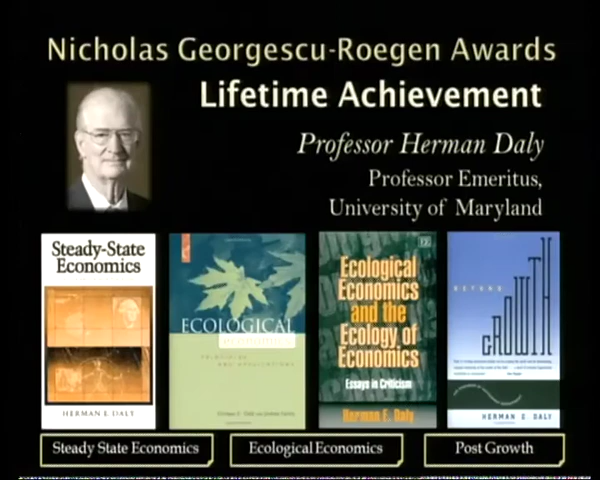 Nicholas Georgescu-Roegen Awards
Lifetime Achievement
Professor Herman Daly
Professor Emeritus,
University of Maryland
Steady-State
Economics
HERMAN E. DALY
ECOLOGICAL
Ecological
Economics
and the
Ecology of
Economics
Essays in Criticism
Herman E. Daly
BEYOND
GROWTH
HERMAN E. DALY
Steady State Economics
Ecological Economics
Post Growth